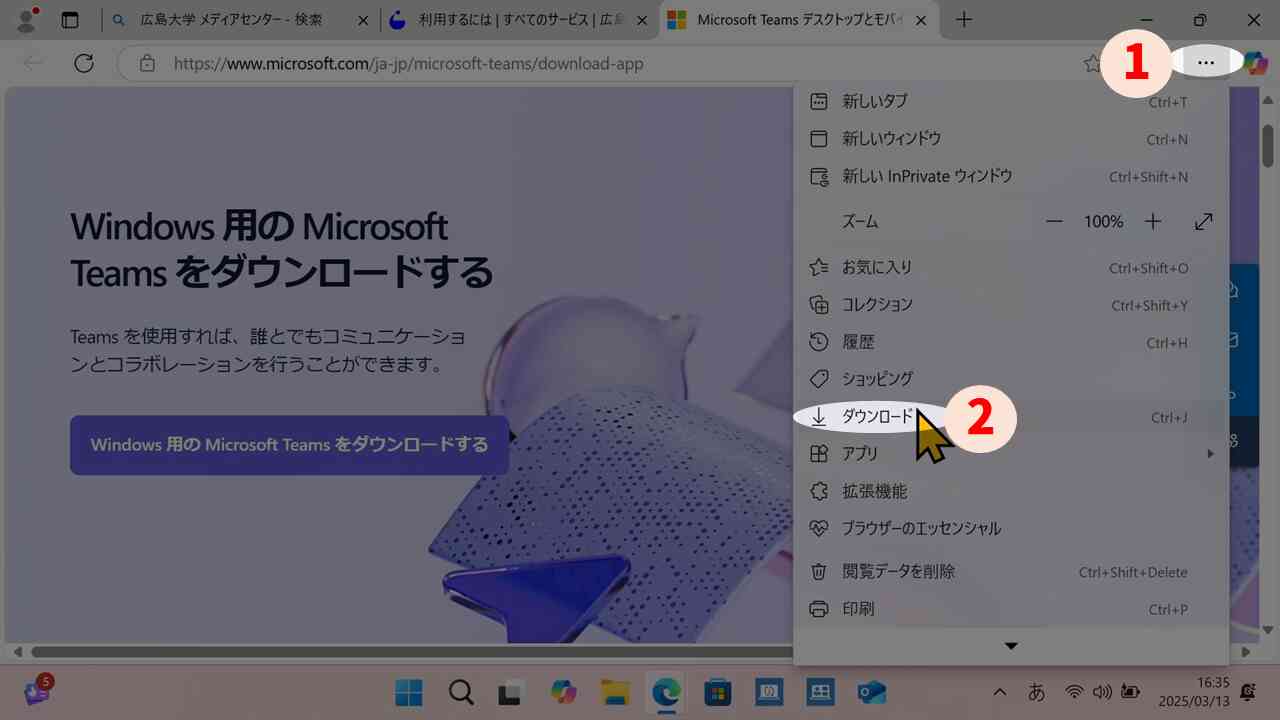 広島大学 メディアセンター - 検索
利用するには | すべてのサービス | 広島
Microsoft Teams デスクトップとモバイ
https://www.microsoft.com/ja-jp/microsoft-teams/download-app
1
新しいタブ Ctrl+T
新しいウィンドウ Ctrl+N
新しい InPrivate ウィンドウ Ctrl+Shift+N
ズーム 100%
お気に入り Ctrl+Shift+O
コレクション Ctrl+Shift+Y
履歴 Ctrl+H
ショッピング
ダウンロード Ctrl+J
2
アプリ
拡張機能
ブラウザーのエッセンシャル
閲覧データを削除 Ctrl+Shift+Delete
印刷 Ctrl+P
Windows 用の Microsoft
Teams をダウンロードする
Teams を使用すれば、誰とでもコミュニケーショ
ンとコラボレーションを行うことができます。
Windows 用の Microsoft Teams をダウンロードする
5
あ
16:35
2025/03/13